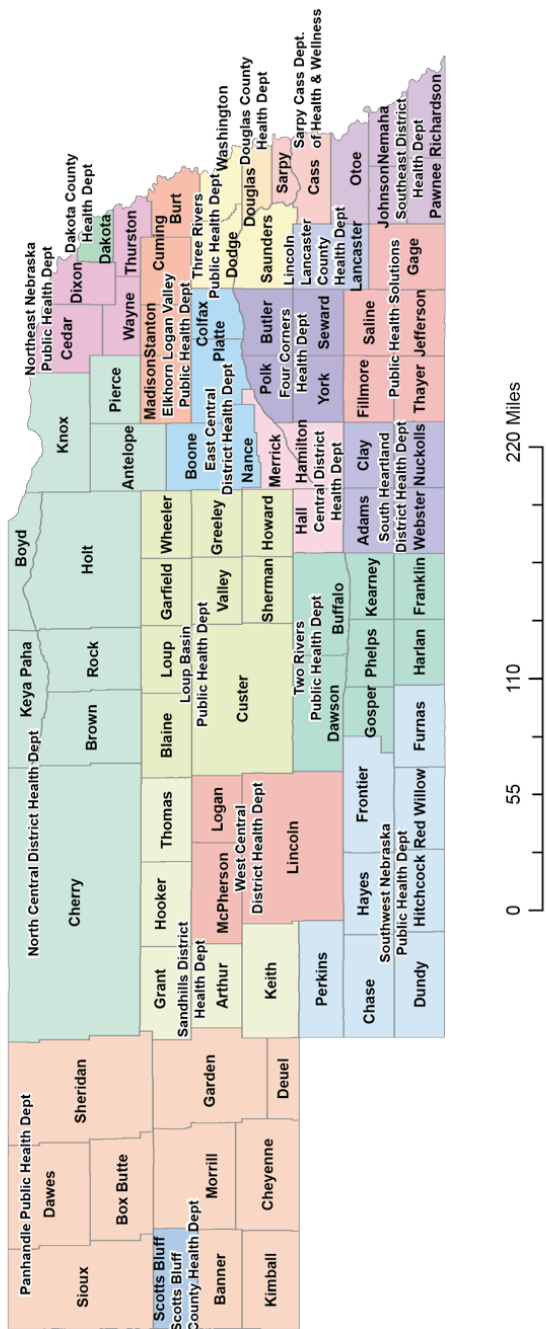 Sioux
Dawes
Box Butte
Sheridan
Panhandle Public Health Dept
Scotts Bluff
Scotts Bluff
County Health Dept
Banner
Kimball
Morrill
Cheyenne
Garden
Deuel
North Central District Health Dept
Cherry
Keya Paha
Brown
Rock
Boyd
Holt
Knox
Antelope
Pierce
Northeast Nebraska
Public Health Dept
Cedar
Dixon
Wayne
Thurston
Dakota County
Health Dept
Dakota
Grant
Hooker
Thomas
Sandhills District
Health Dept
Arthur
Keith
McPherson
Logan
West Central
District Health Dept
Lincoln
Blaine
Loup
Garfield
Wheeler
Loup Basin
Public Health Dept
Custer
Valley
Greeley
Sherman
Howard
Boone
East Central
District Health Dept
Nance
Platte
Colfax
Madison
Stanton
Elkhorn Logan Valley
Public Health Dept
Cuming
Burt
Three Rivers
Public Health Dept
Dodge
Washington
Saunders
Douglas County
Health Dept
Douglas
Sarpy Cass Dept.
of Health & Wellness
Sarpy
Cass
Lincoln
Lancaster
County
Health Dept
Lancaster
Polk
Butler
Four Corners
Health Dept
York
Seward
Merrick
Hall
Hamilton
Central District
Health Dept
Two Rivers
Public Health Dept
Dawson
Buffalo
Gosper
Phelps
Kearney
Harlan
Franklin
Perkins
Chase
Hayes
Frontier
Southwest Nebraska
Public Health Dept
Dundy
Hitchcock
Red Willow
Furnas
Adams
Clay
South Heartland
District Health Dept
Webster
Nuckolls
Fillmore
Saline
Public Health Solutions
Thayer
Jefferson
Gage
Otoe
Johnson
Nemaha
Southeast District
Health Dept
Pawnee
Richardson
0
55
110
220 Miles